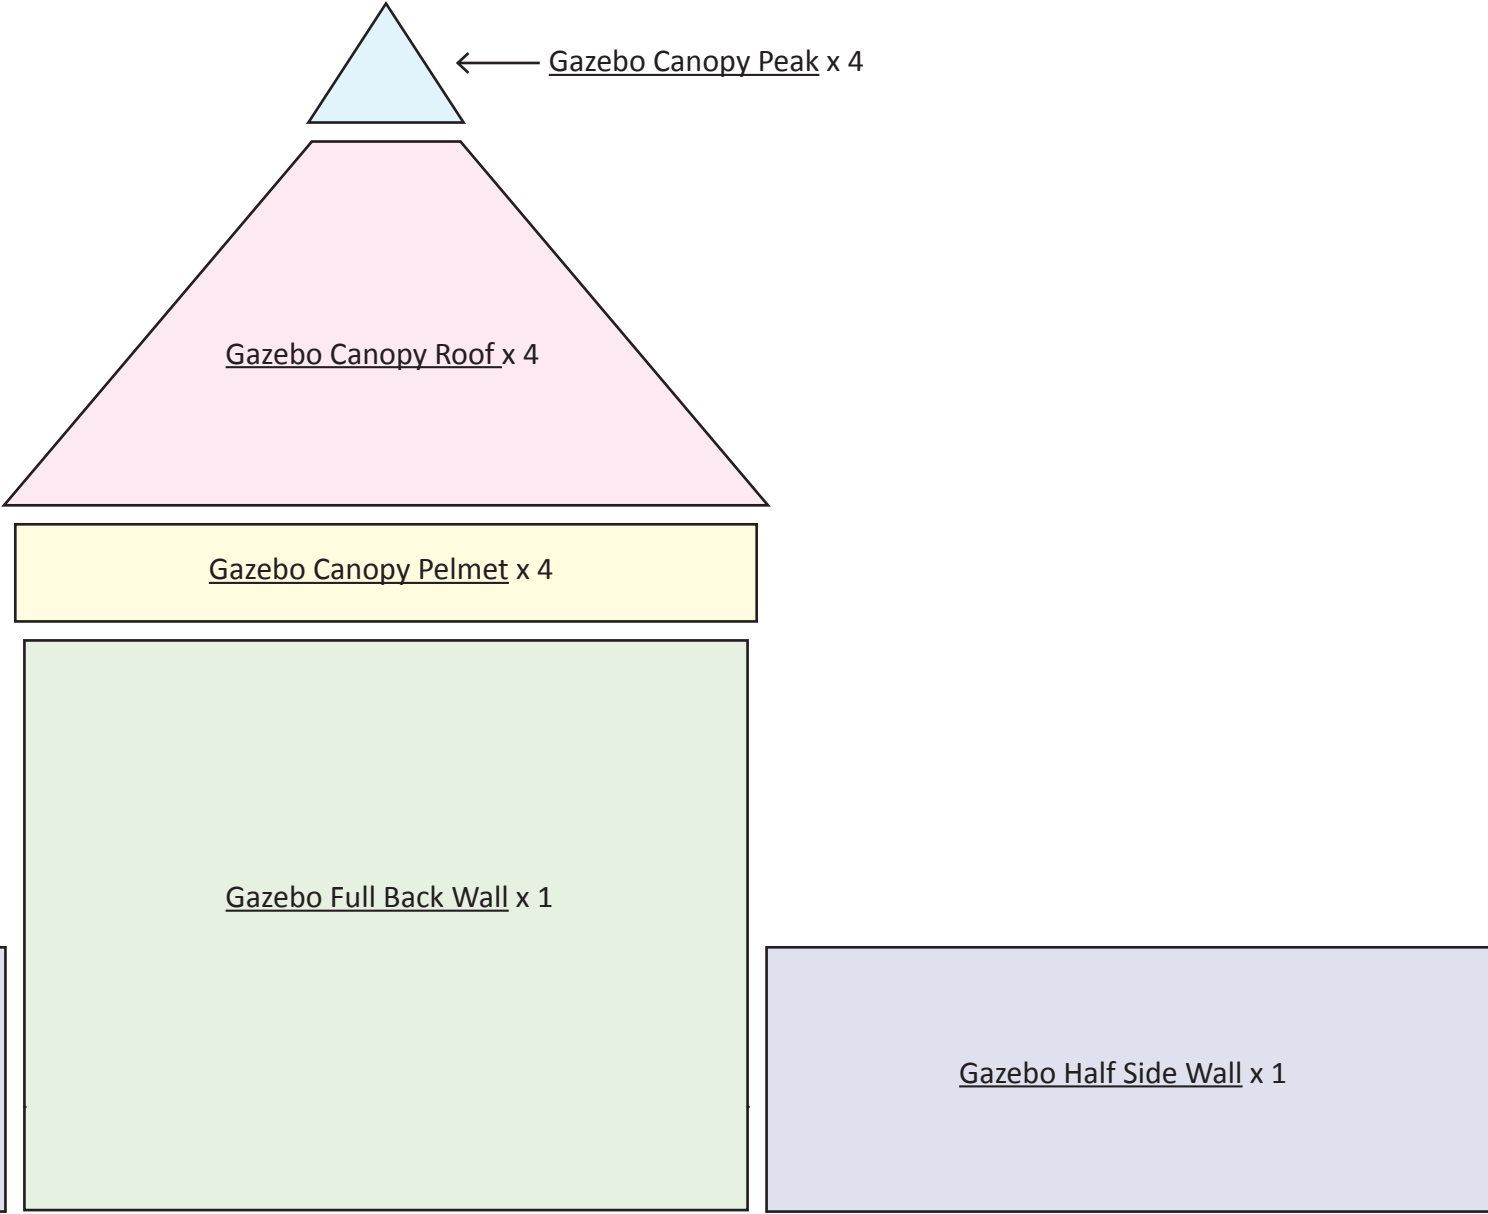 Gazebo Canopy Peak x 4
Gazebo Canopy Roof x 4
Gazebo Canopy Pelmet x 4
Gazebo Full Back Wall x 1
Gazebo Half Side Wall x 1